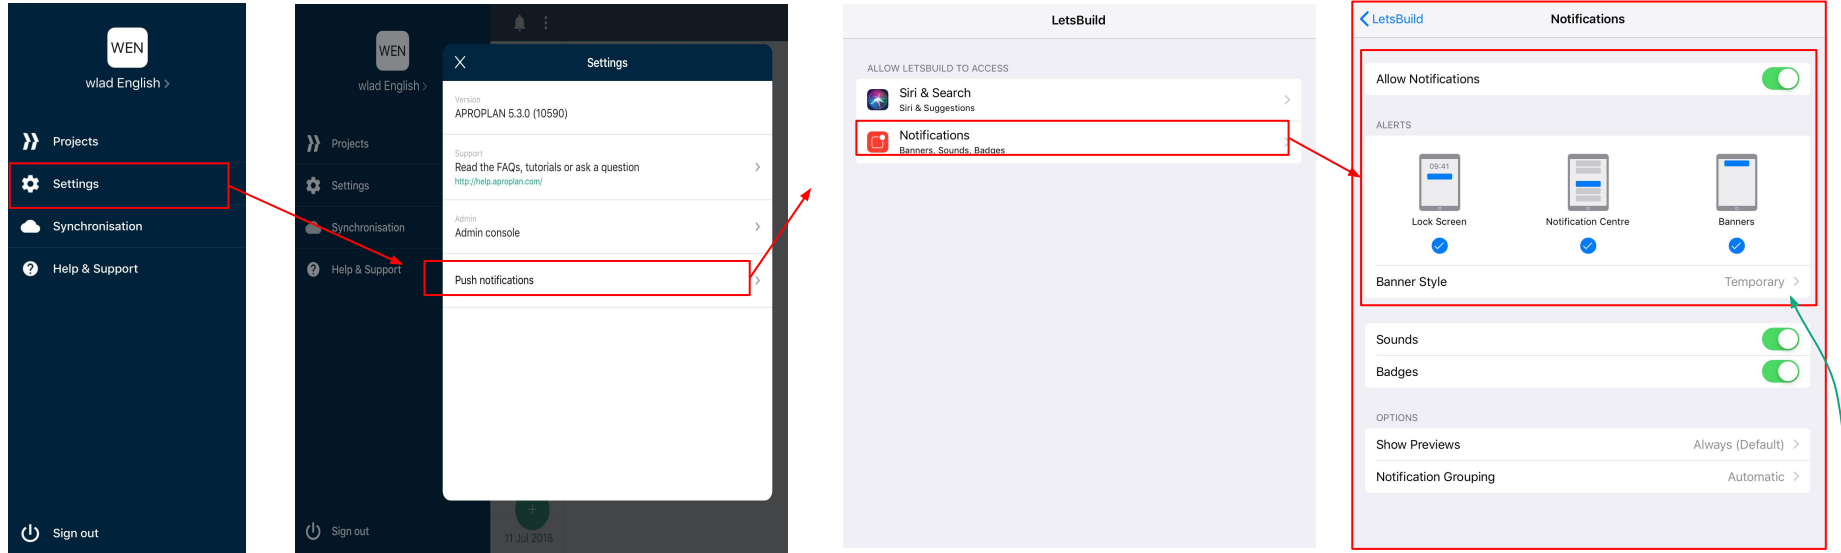 WEN
wlad English >
Projects
Settings
Synchronisation
Help & Support
Sign out
WEN
wlad English >
Projects
Settings
Synchronisation
Help & Support
Sign out
Settings
Version
APROPLAN 5.3.0 (10590)
Support
Read the FAQs, tutorials or ask a question
http://help.aproplan.com/
Admin
Admin console
Push notifications
11 Jul 2018
LetsBuild
ALLOW LETSBUILD TO ACCESS
Siri & Search
Siri & Suggestions
Notifications
Banners, Sounds, Badges
LetsBuild
Notifications
Allow Notifications
ALERTS
09:41
Lock Screen
Notification Centre
Banners
Banner Style
Temporary
Sounds
Badges
OPTIONS
Show Previews
Always (Default)
Notification Grouping
Automatic